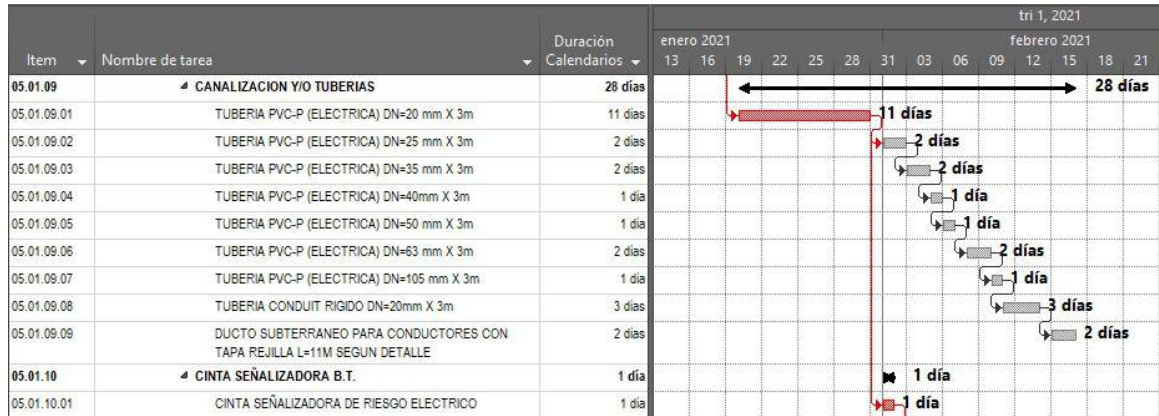 tri 1, 2021
Duración enero 2021 febrero 2021
Item Nombre de tarea Calendarios 13 16 19 22 25 28 31 03 06 09 12 15 18 21
05.01.09 CANALIZACION Y/O TUBERIAS 28 días 28 días
05.01.09.01 TUBERIA PVC-P (ELECTRICA) DN=20 mm X 3m 11 días 11 días
05.01.09.02 TUBERIA PVC-P (ELECTRICA) DN=25 mm X 3m 2 días 2 días
05.01.09.03 TUBERIA PVC-P (ELECTRICA) DN=35 mm X 3m 2 días 2 días
05.01.09.04 TUBERIA PVC-P (ELECTRICA) DN=40mm X 3m 1 día 1 día
05.01.09.05 TUBERIA PVC-P (ELECTRICA) DN=50 mm X 3m 1 día 1 día
05.01.09.06 TUBERIA PVC-P (ELECTRICA) DN=63 mm X 3m 2 días 2 días
05.01.09.07 TUBERIA PVC-P (ELECTRICA) DN=105 mm X 3m 1 día 1 día
05.01.09.08 TUBERIA CONDUIT RIGIDO DN=20mm X 3m 3 días 3 días
05.01.09.09 DUCTO SUBTERRANEO PARA CONDUCTORES CON 2 días 2 días
TAPA REJILLA L=11M SEGUN DETALLE
05.01.10 CINTA SEÑALIZADORA B.T. 1 día 1 día
05.01.10.01 CINTA SEÑALIZADORA DE RIESGO ELECTRICO 1 día 1 día